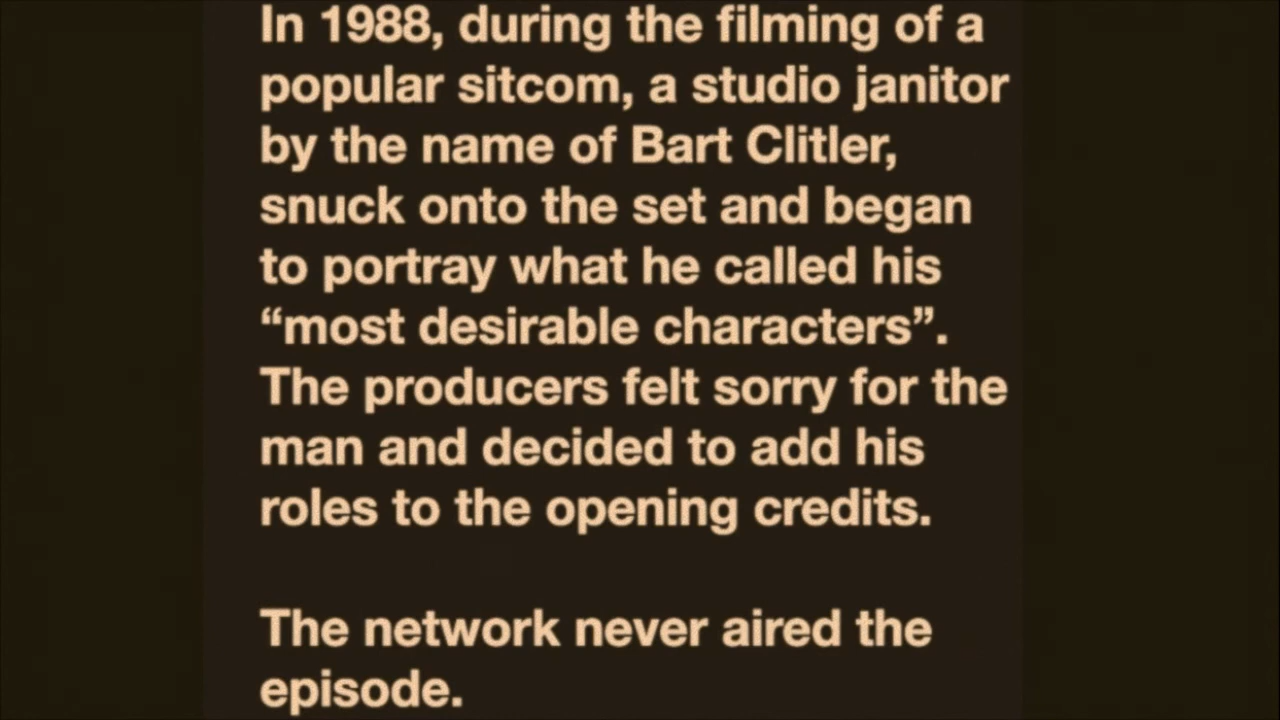 In 1988, during the filming of a
popular sitcom, a studio janitor
by the name of Bart Clitler,
snuck onto the set and began
to portray what he called his
“most desirable characters”.
The producers felt sorry for the
man and decided to add his
roles to the opening credits.
The network never aired the
episode.